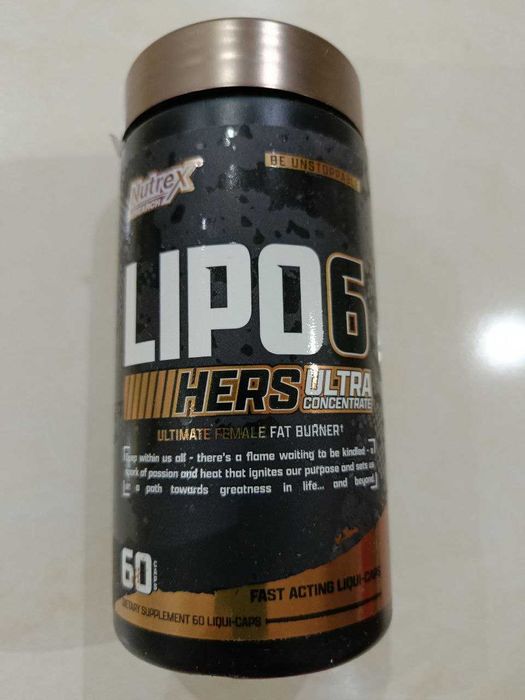 BE UNSTOPPABLE
Nutrex
LIPO6
HERS ULTRA
CONCENTRATE
ULTIMATE FEMALE FAT BURNER†
within us all - there's a flame waiting to be kindled - a
spark of passion and heat that ignites our purpose and sets us
a path towards greatness in life... and beyond
60 CAPS
FAST ACTING LIQUI-CAPS
DIETARY SUPPLEMENT 60 LIQUI-CAPS